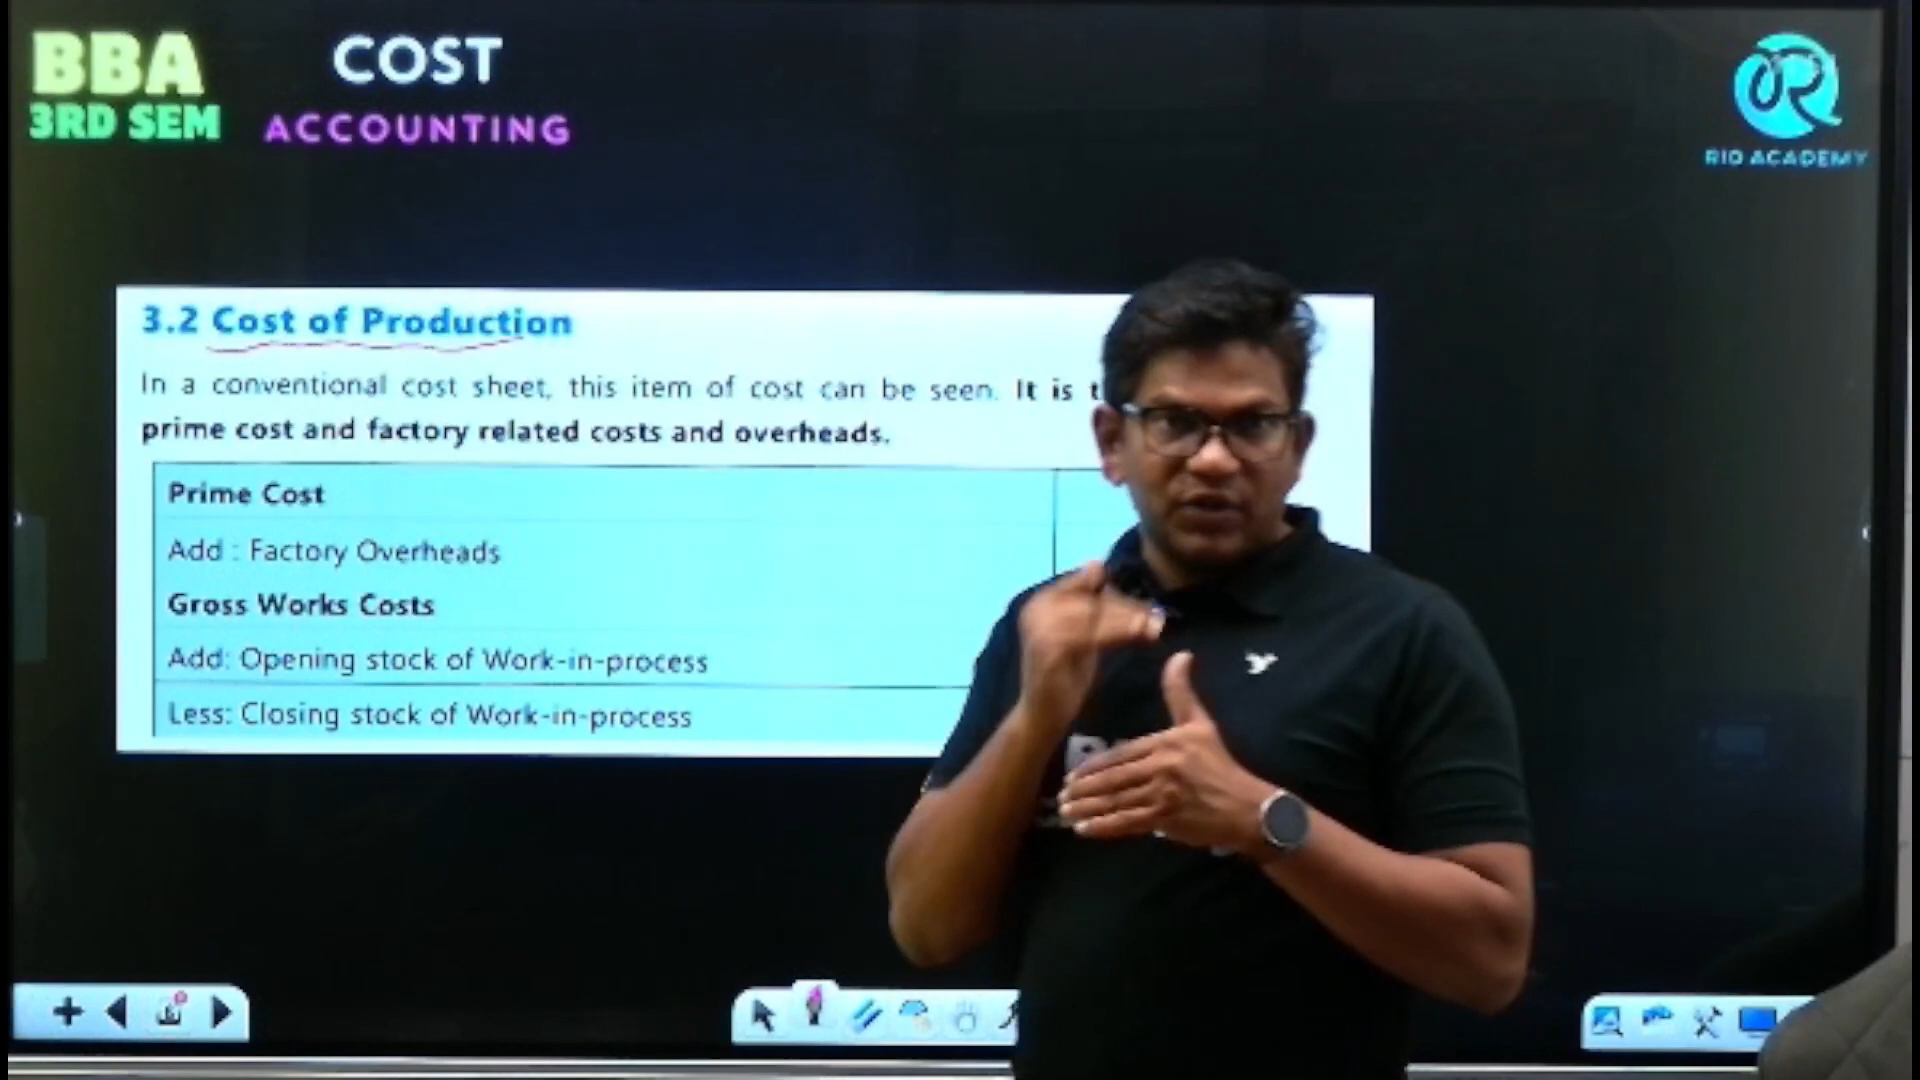 BBA
3RD SEM
COST
ACCOUNTING
RIO ACADEMY
3.2 Cost of Production
In a conventional cost sheet, this item of cost can be seen. It is
prime cost and factory related costs and overheads.
Prime Cost
Add : Factory Overheads
Gross Works Costs
Add: Opening stock of Work-in-process
Less: Closing stock of Work-in-process